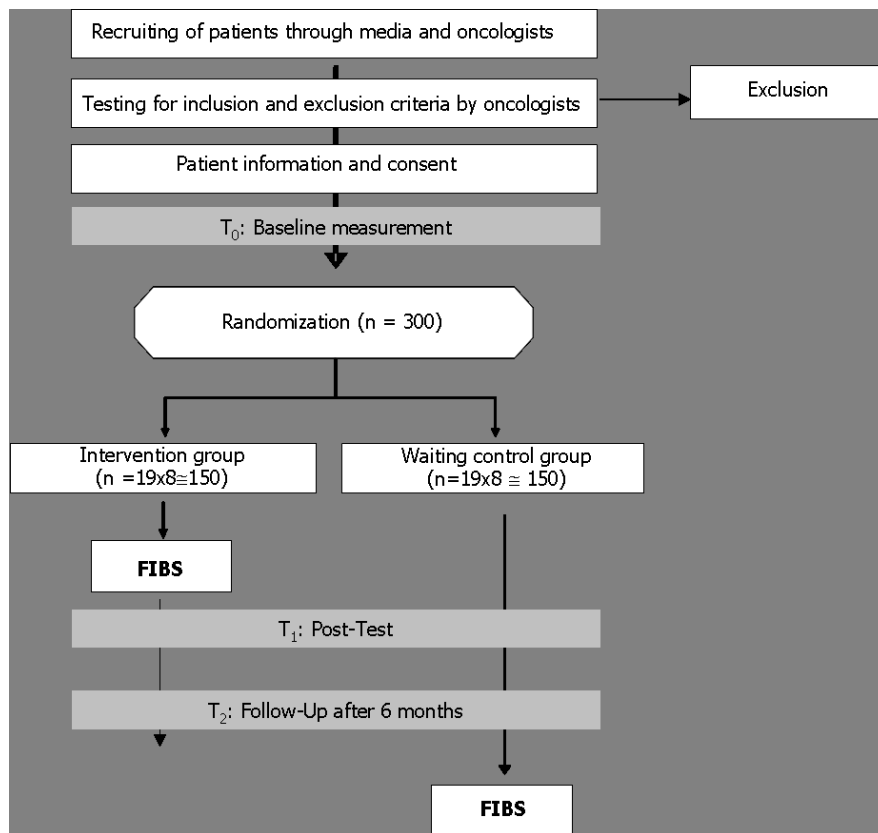 Recruiting of patients through media and oncologists
Testing for inclusion and exclusion criteria by oncologists
Exclusion
Patient information and consent
T₀: Baseline measurement
Randomization (n = 300)
Intervention group
(n =19x8≅150)
Waiting control group
(n=19x8 ≅ 150)
FIBS
T₁: Post-Test
T₂: Follow-Up after 6 months
FIBS